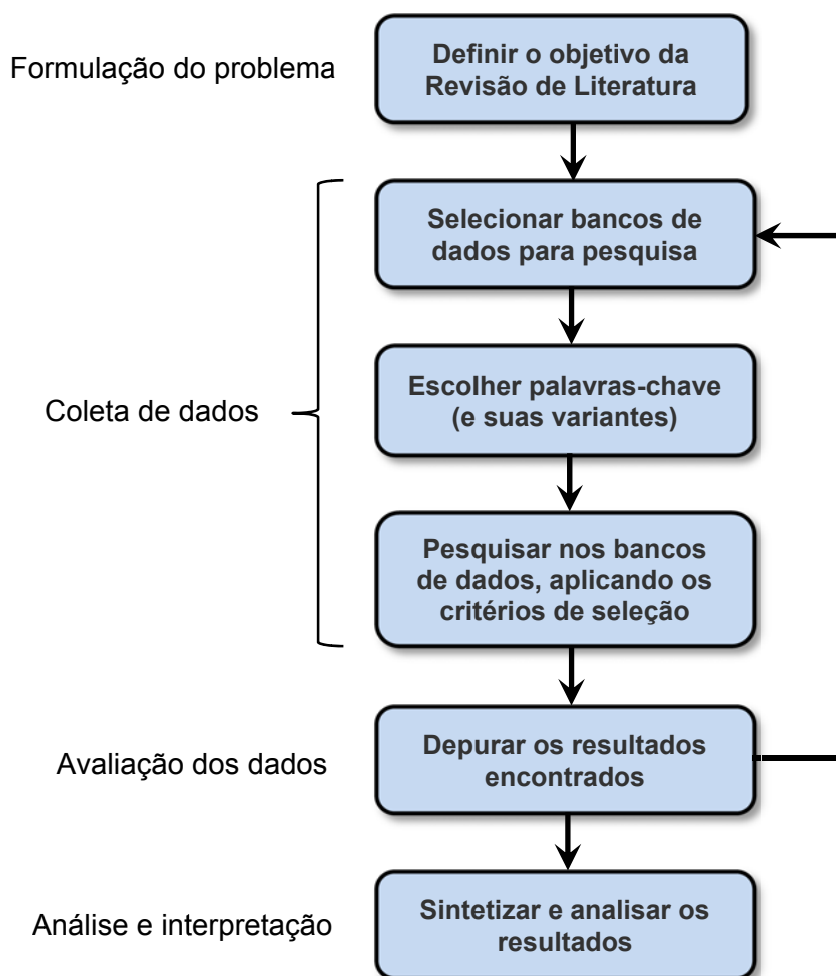 Formulação do problema
Definir o objetivo da
Revisão de Literatura
Selecionar bancos de
dados para pesquisa
Coleta de dados
Escolher palavras-chave
(e suas variantes)
Pesquisar nos bancos
de dados, aplicando os
critérios de seleção
Avaliação dos dados
Depurar os resultados
encontrados
Análise e interpretação
Sintetizar e analisar os
resultados